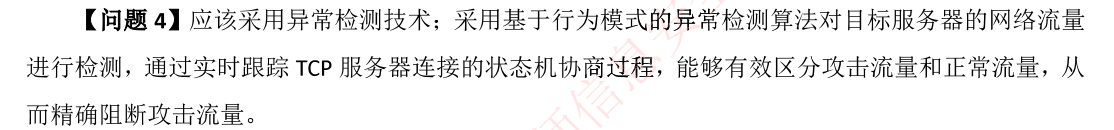 【问题 4】应该采用异常检测技术；采用基于行为模式的异常检测算法对目标服务器的网络流量
进行检测，通过实时跟踪 TCP 服务器连接的状态机协商过程，能够有效区分攻击流量和正常流量，从
而精确阻断攻击流量。
师信息安